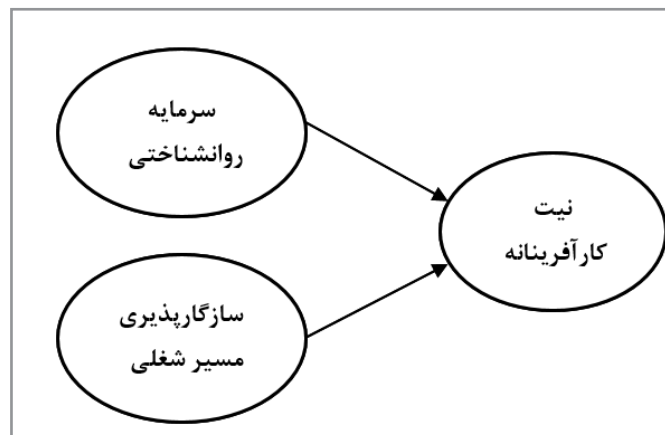 سرمایه
روانشناختی
نیت
کارآفرینانه
سازگارپذیری
مسیر شغلی